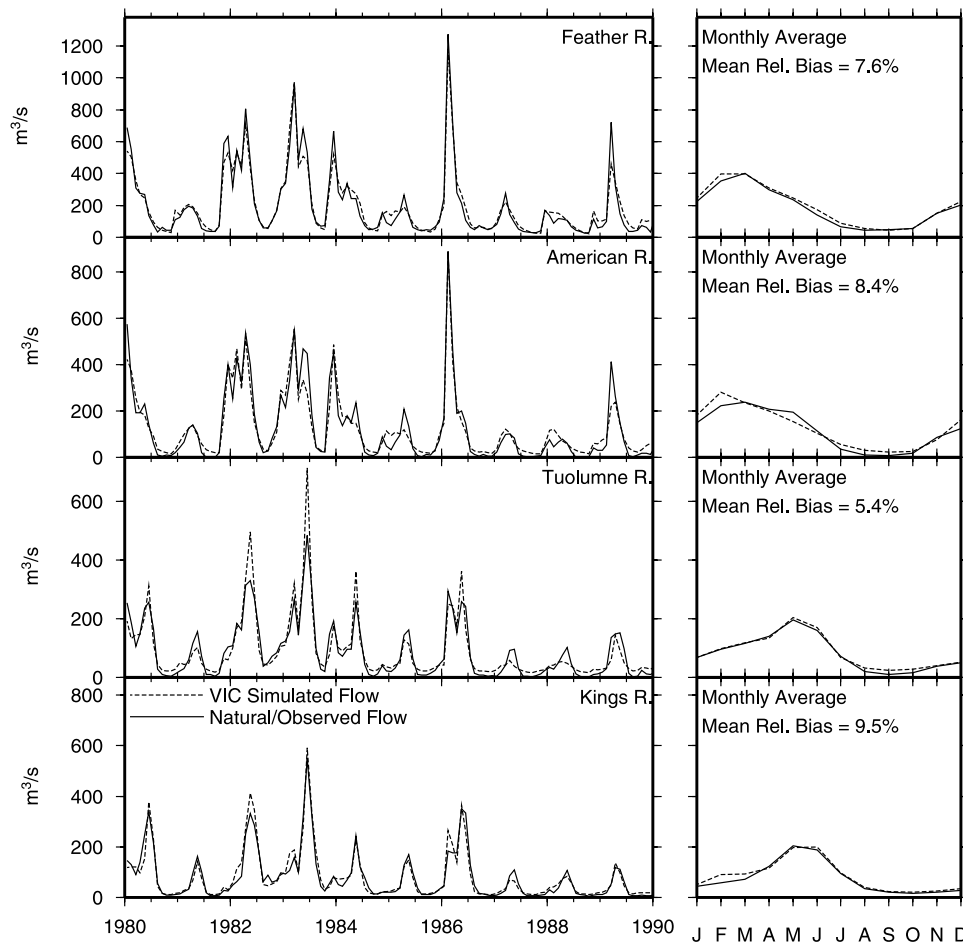 Feather R.
m³/s
1200
1000
800
600
400
200
0
Monthly Average
Mean Rel. Bias = 7.6%
American R.
m³/s
800
600
400
200
0
Monthly Average
Mean Rel. Bias = 8.4%
Tuolumne R.
m³/s
600
400
200
0
Monthly Average
Mean Rel. Bias = 5.4%
Kings R.
m³/s
800
600
400
200
0
VIC Simulated Flow
Natural/Observed Flow
Monthly Average
Mean Rel. Bias = 9.5%
1980 1982 1984 1986 1988 1990
J F M A M J J A S O N D